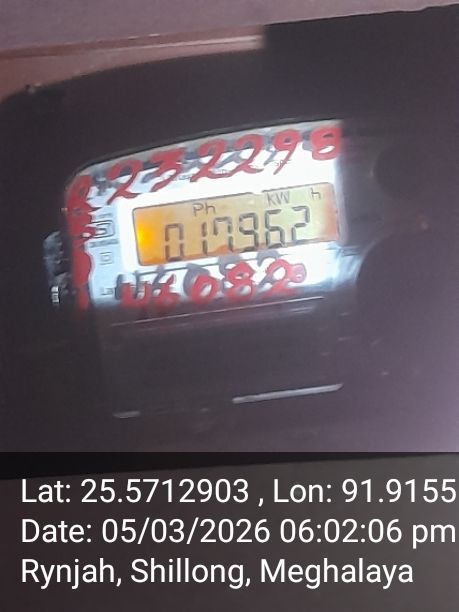 8232298
Ph KW h
017962
46082
Lat: 25.5712903 , Lon: 91.9155
Date: 05/03/2026 06:02:06 pm
Rynjah, Shillong, Meghalaya